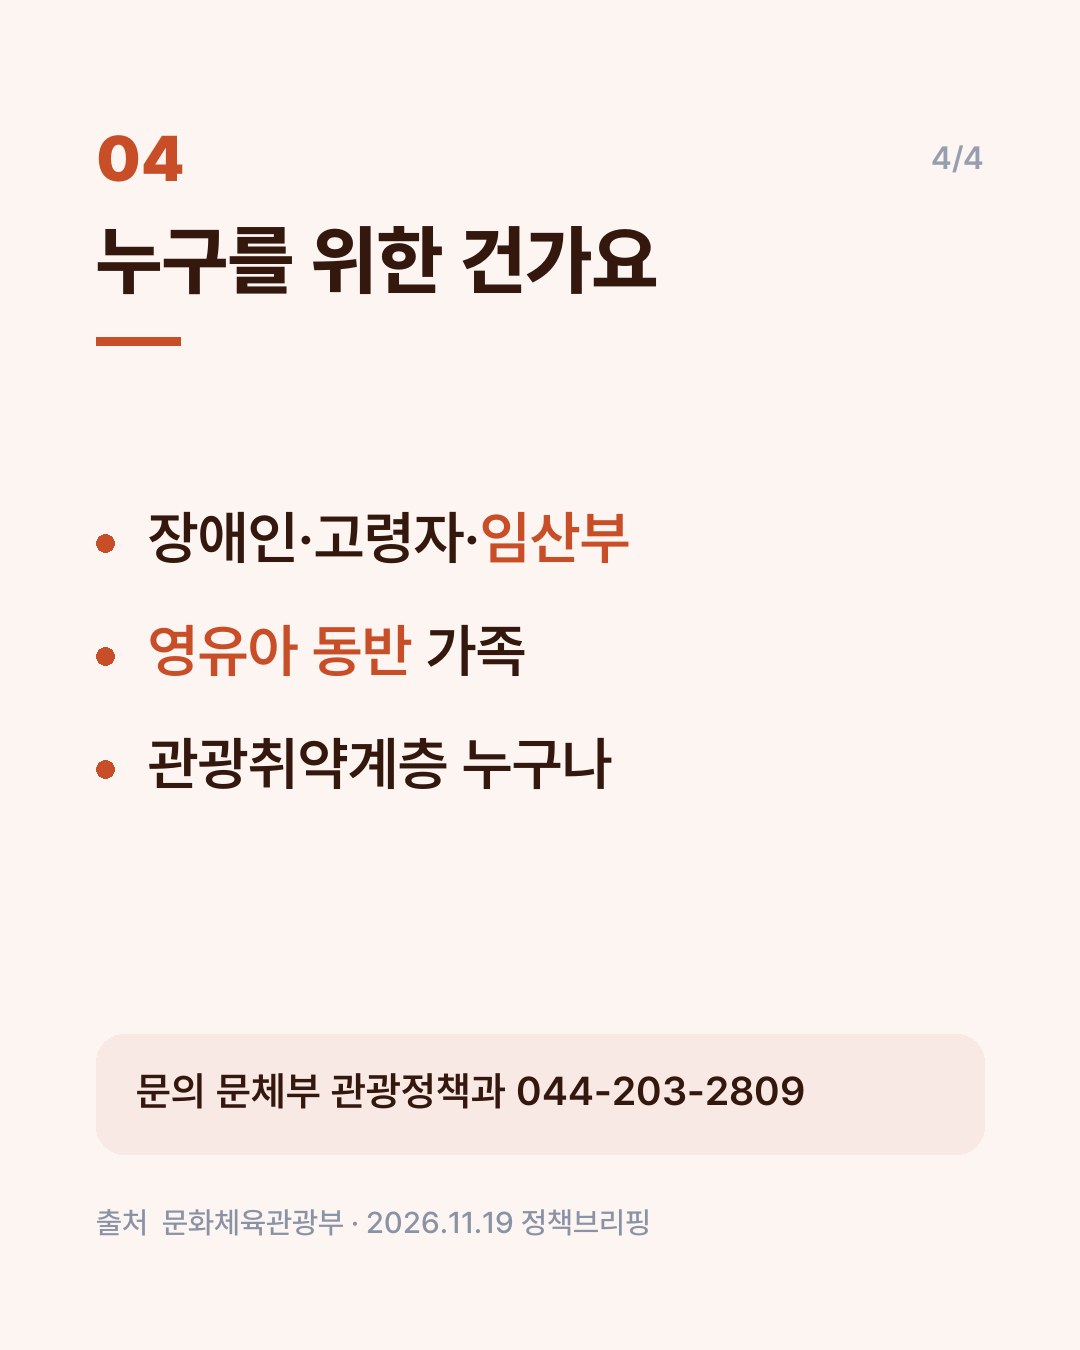 04
4/4
누구를 위한 건가요
장애인·고령자·임산부
영유아 동반 가족
관광취약계층 누구나
문의 문체부 관광정책과 044-203-2809
출처 문화체육관광부 · 2026.11.19 정책브리핑